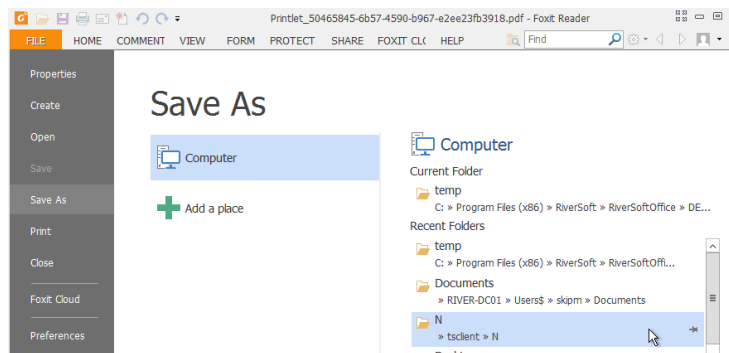 Printlet_50465845-6b57-4590-b967-e2ee23fb3918.pdf - Foxit Reader
FILE HOME COMMENT VIEW FORM PROTECT SHARE FOXIT CL( HELP Find
Properties
Create
Open
Save
Save As
Print
Close
Foxit Cloud
Preferences
Save As
Computer
Add a place
Computer
Current Folder
temp
C: » Program Files (x86) » RiverSoft » RiverSoftOffice » DE...
Recent Folders
temp
C: » Program Files (x86) » RiverSoft » RiverSoftOffi...
Documents
» RIVER-DC01 » Users$ » skipm » Documents
N
» tsclient » N